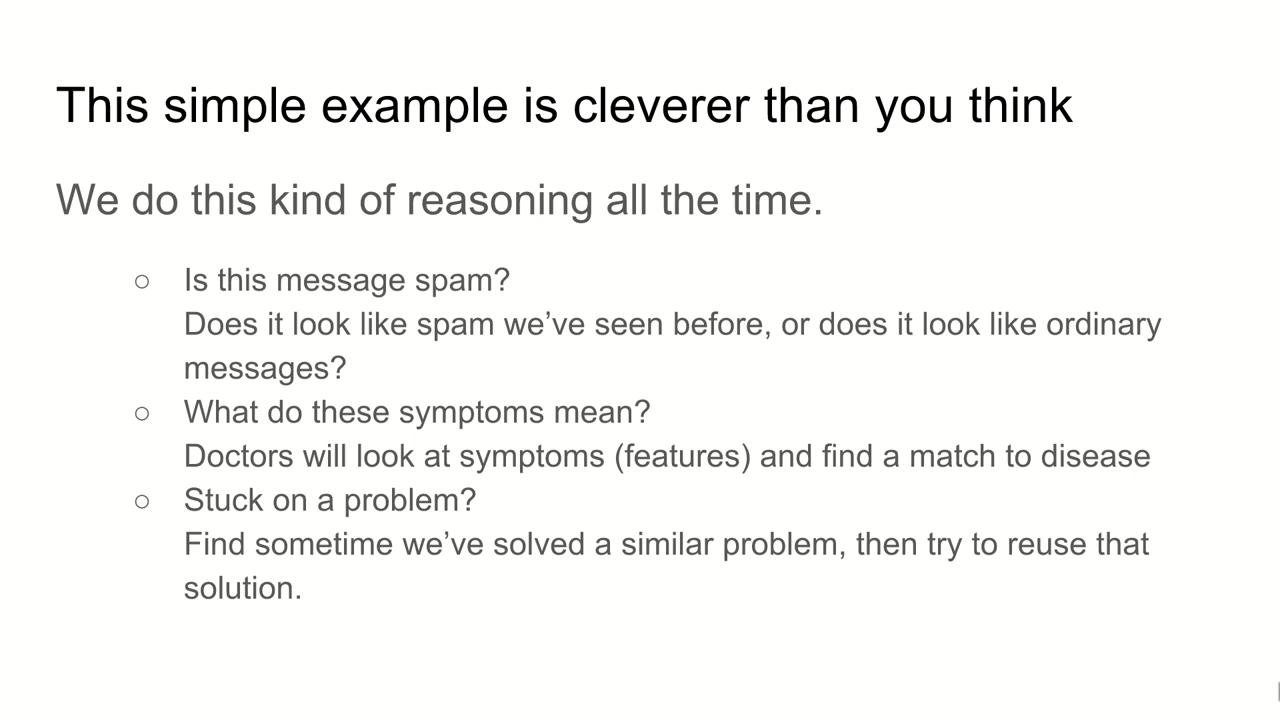 This simple example is cleverer than you think
We do this kind of reasoning all the time.
○ Is this message spam?
Does it look like spam we’ve seen before, or does it look like ordinary
messages?
○ What do these symptoms mean?
Doctors will look at symptoms (features) and find a match to disease
○ Stuck on a problem?
Find sometime we’ve solved a similar problem, then try to reuse that
solution.